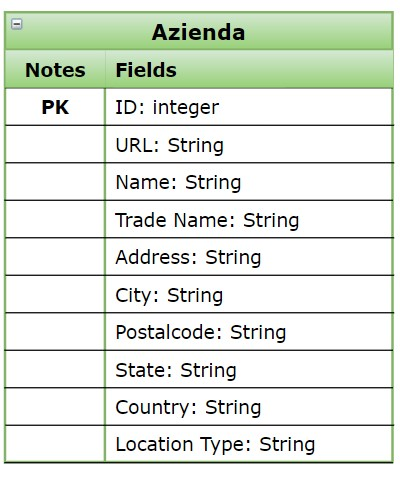 Azienda
Notes Fields
PK ID: integer
URL: String
Name: String
Trade Name: String
Address: String
City: String
Postalcode: String
State: String
Country: String
Location Type: String